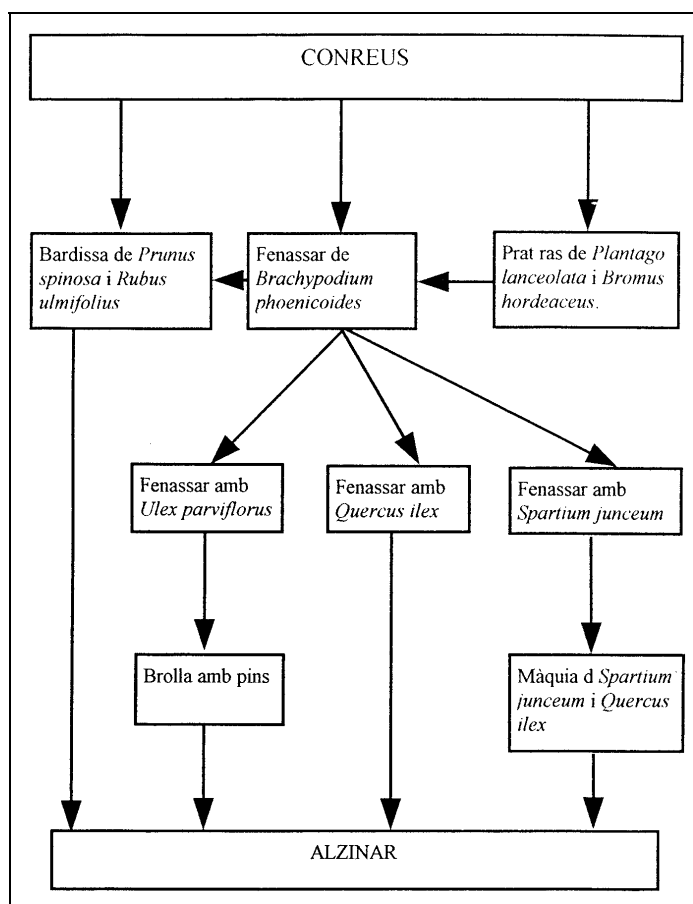 CONREUS
Bardissa de Prunus
spinosa i Rubus
ulmifolius
Fenassar de
Brachypodium
phoenicoides
Prat ras de Plantago
lanceolata i Bromus
hordeaceus.
Fenassar amb
Ulex parviflorus
Fenassar amb
Quercus ilex
Fenassar amb
Spartium junceum
Brolla amb pins
Màquia d Spartium
junceum i Quercus
ilex
ALZINAR